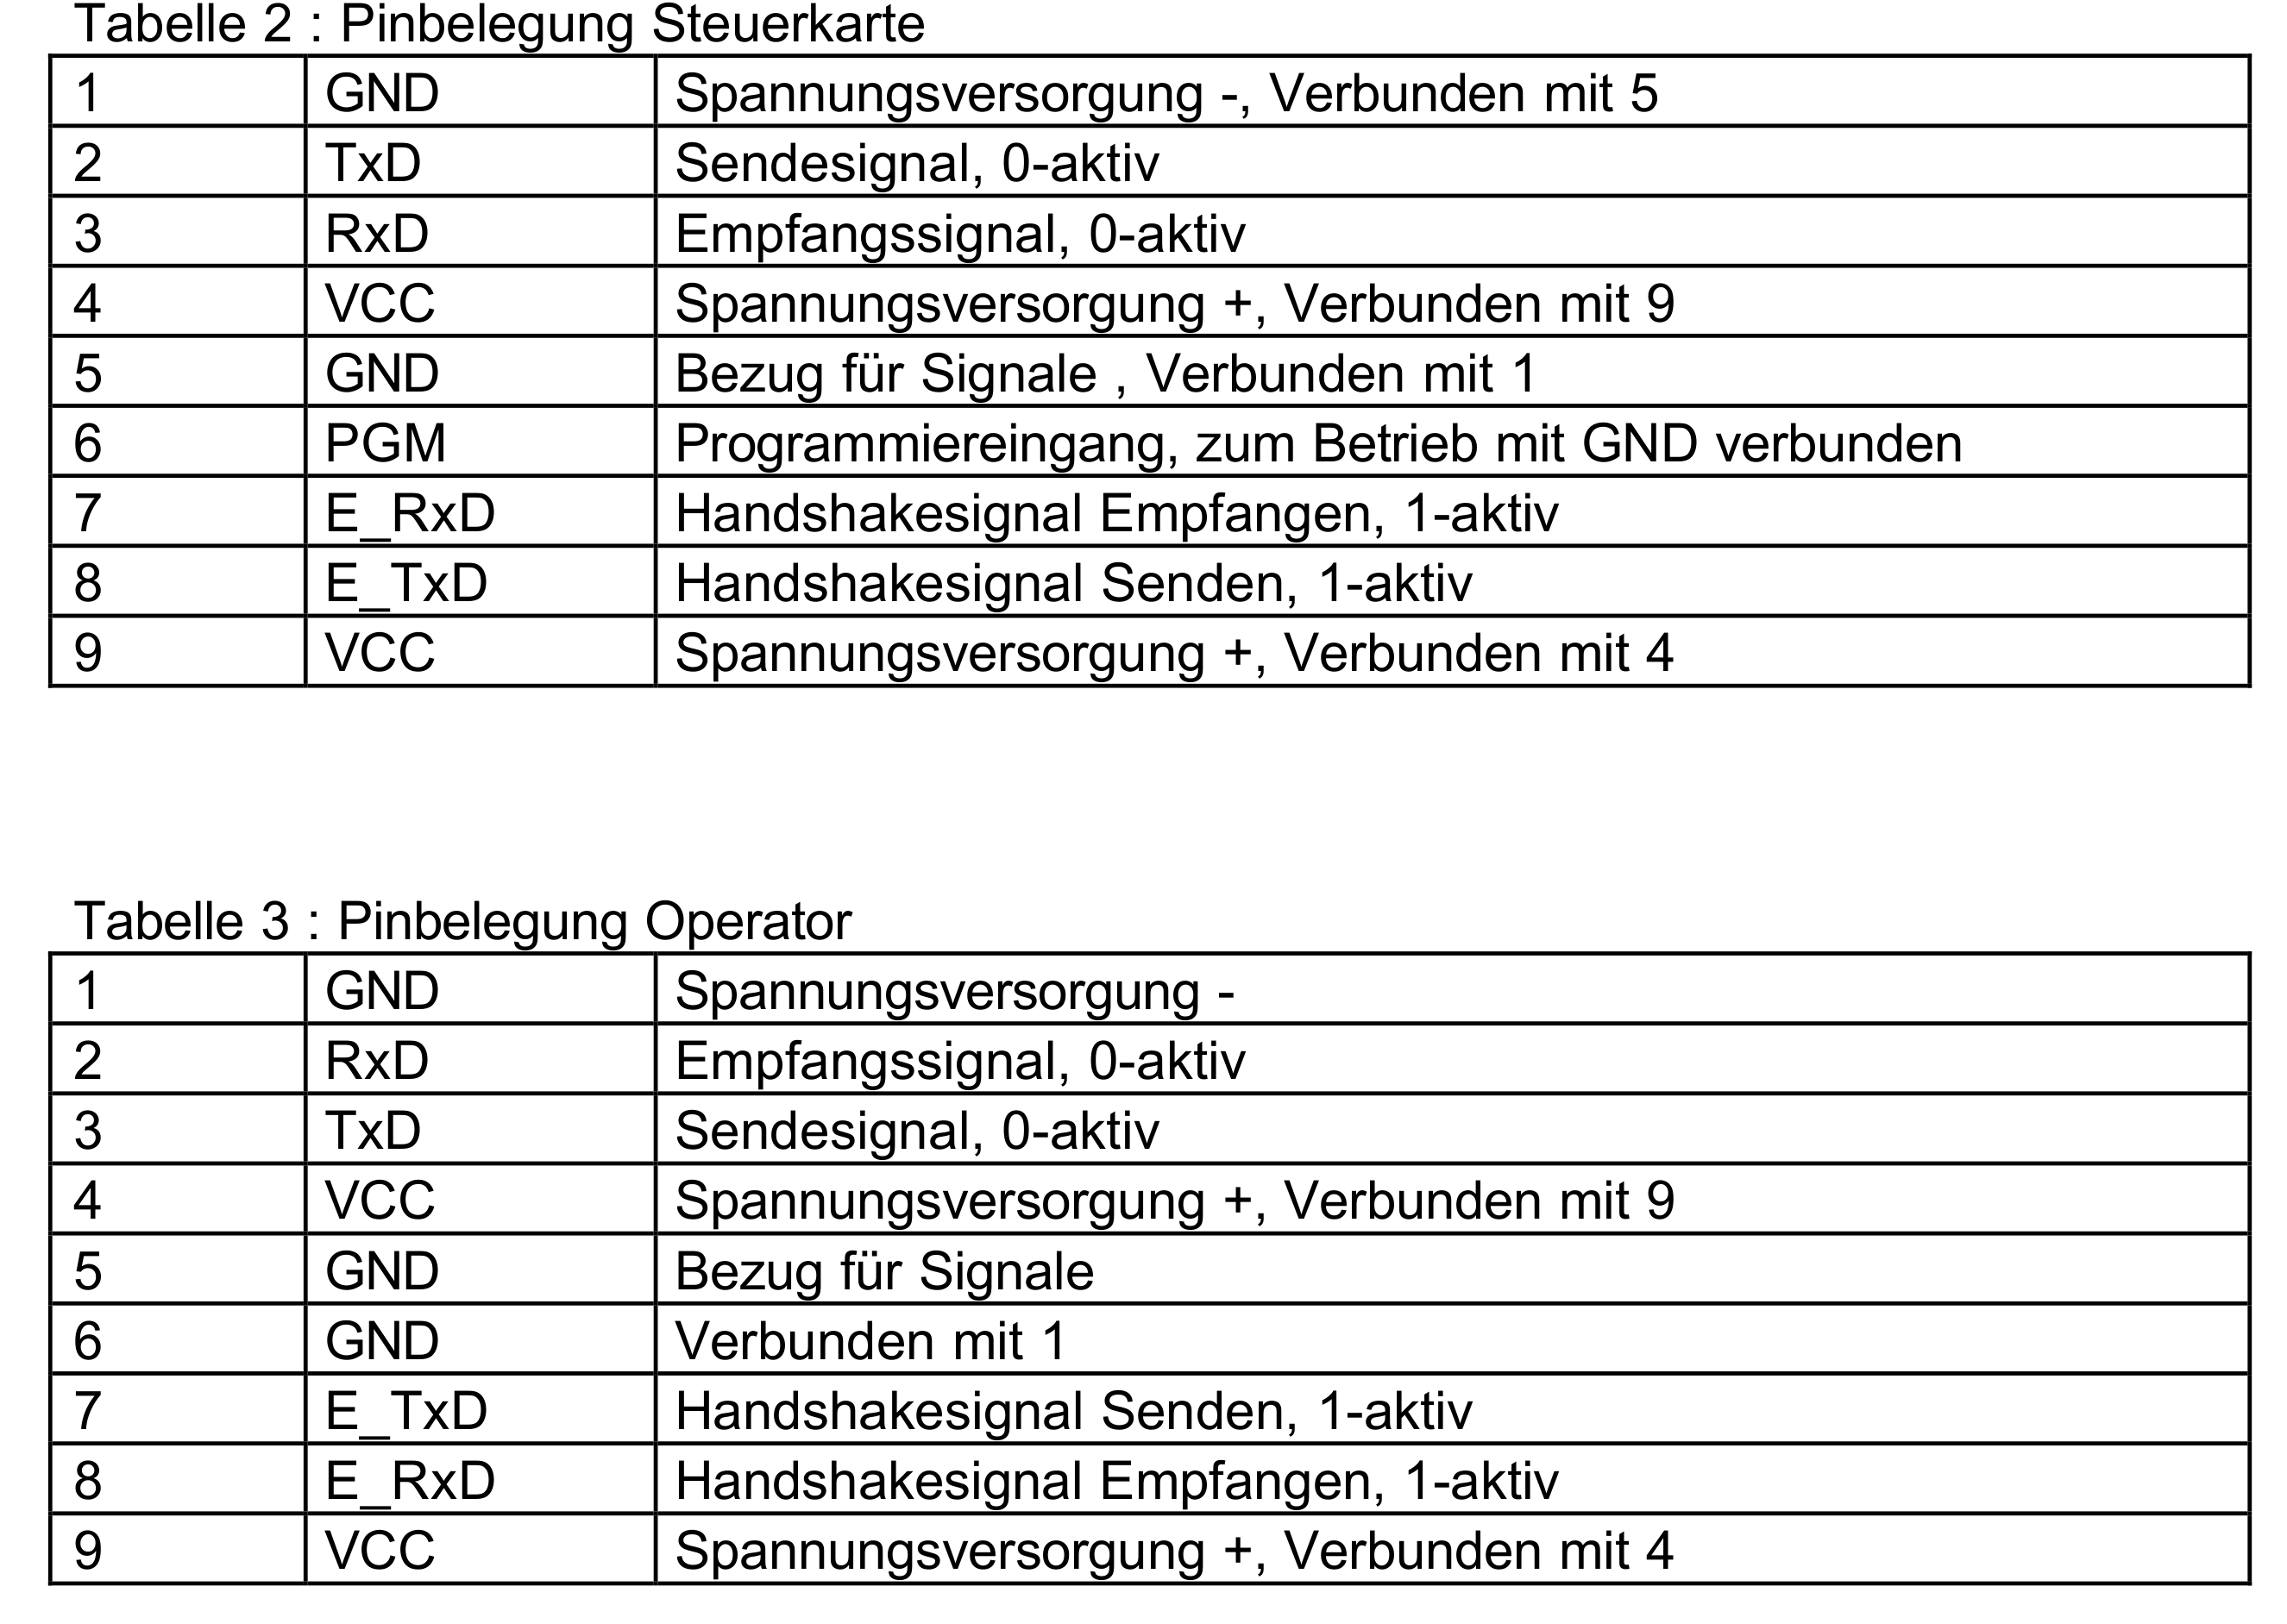 Tabelle 2 : Pinbelegung Steuerkarte
1 GND Spannungsversorgung -, Verbunden mit 5
2 TxD Sendesignal, 0-aktiv
3 RxD Empfangssignal, 0-aktiv
4 VCC Spannungsversorgung +, Verbunden mit 9
5 GND Bezug für Signale , Verbunden mit 1
6 PGM Programmiereingang, zum Betrieb mit GND verbunden
7 E_RxD Handshakesignal Empfangen, 1-aktiv
8 E_TxD Handshakesignal Senden, 1-aktiv
9 VCC Spannungsversorgung +, Verbunden mit 4
Tabelle 3 : Pinbelegung Operator
1 GND Spannungsversorgung -
2 RxD Empfangssignal, 0-aktiv
3 TxD Sendesignal, 0-aktiv
4 VCC Spannungsversorgung +, Verbunden mit 9
5 GND Bezug für Signale
6 GND Verbunden mit 1
7 E_TxD Handshakesignal Senden, 1-aktiv
8 E_RxD Handshakesignal Empfangen, 1-aktiv
9 VCC Spannungsversorgung +, Verbunden mit 4